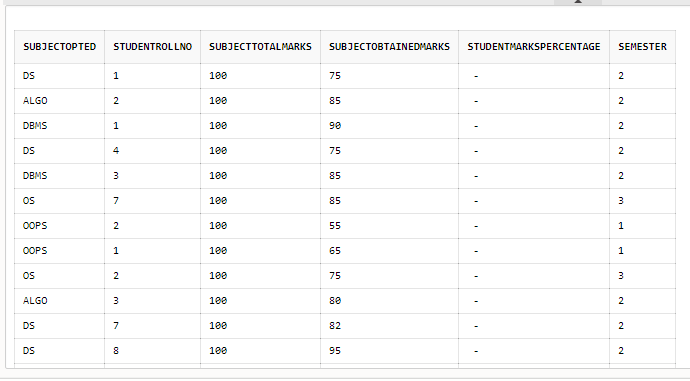 SUBJECTOPTED STUDENTROLLNO SUBJECTTOTALMARKS SUBJECTOBTAINEDMARKS STUDENTMARKSPERCENTAGE SEMESTER
DS 1 100 75 - 2
ALGO 2 100 85 - 2
DBMS 1 100 90 - 2
DS 4 100 75 - 2
DBMS 3 100 85 - 2
OS 7 100 85 - 3
OOPS 2 100 55 - 1
OOPS 1 100 65 - 1
OS 2 100 75 - 3
ALGO 3 100 80 - 2
DS 7 100 82 - 2
DS 8 100 95 - 2